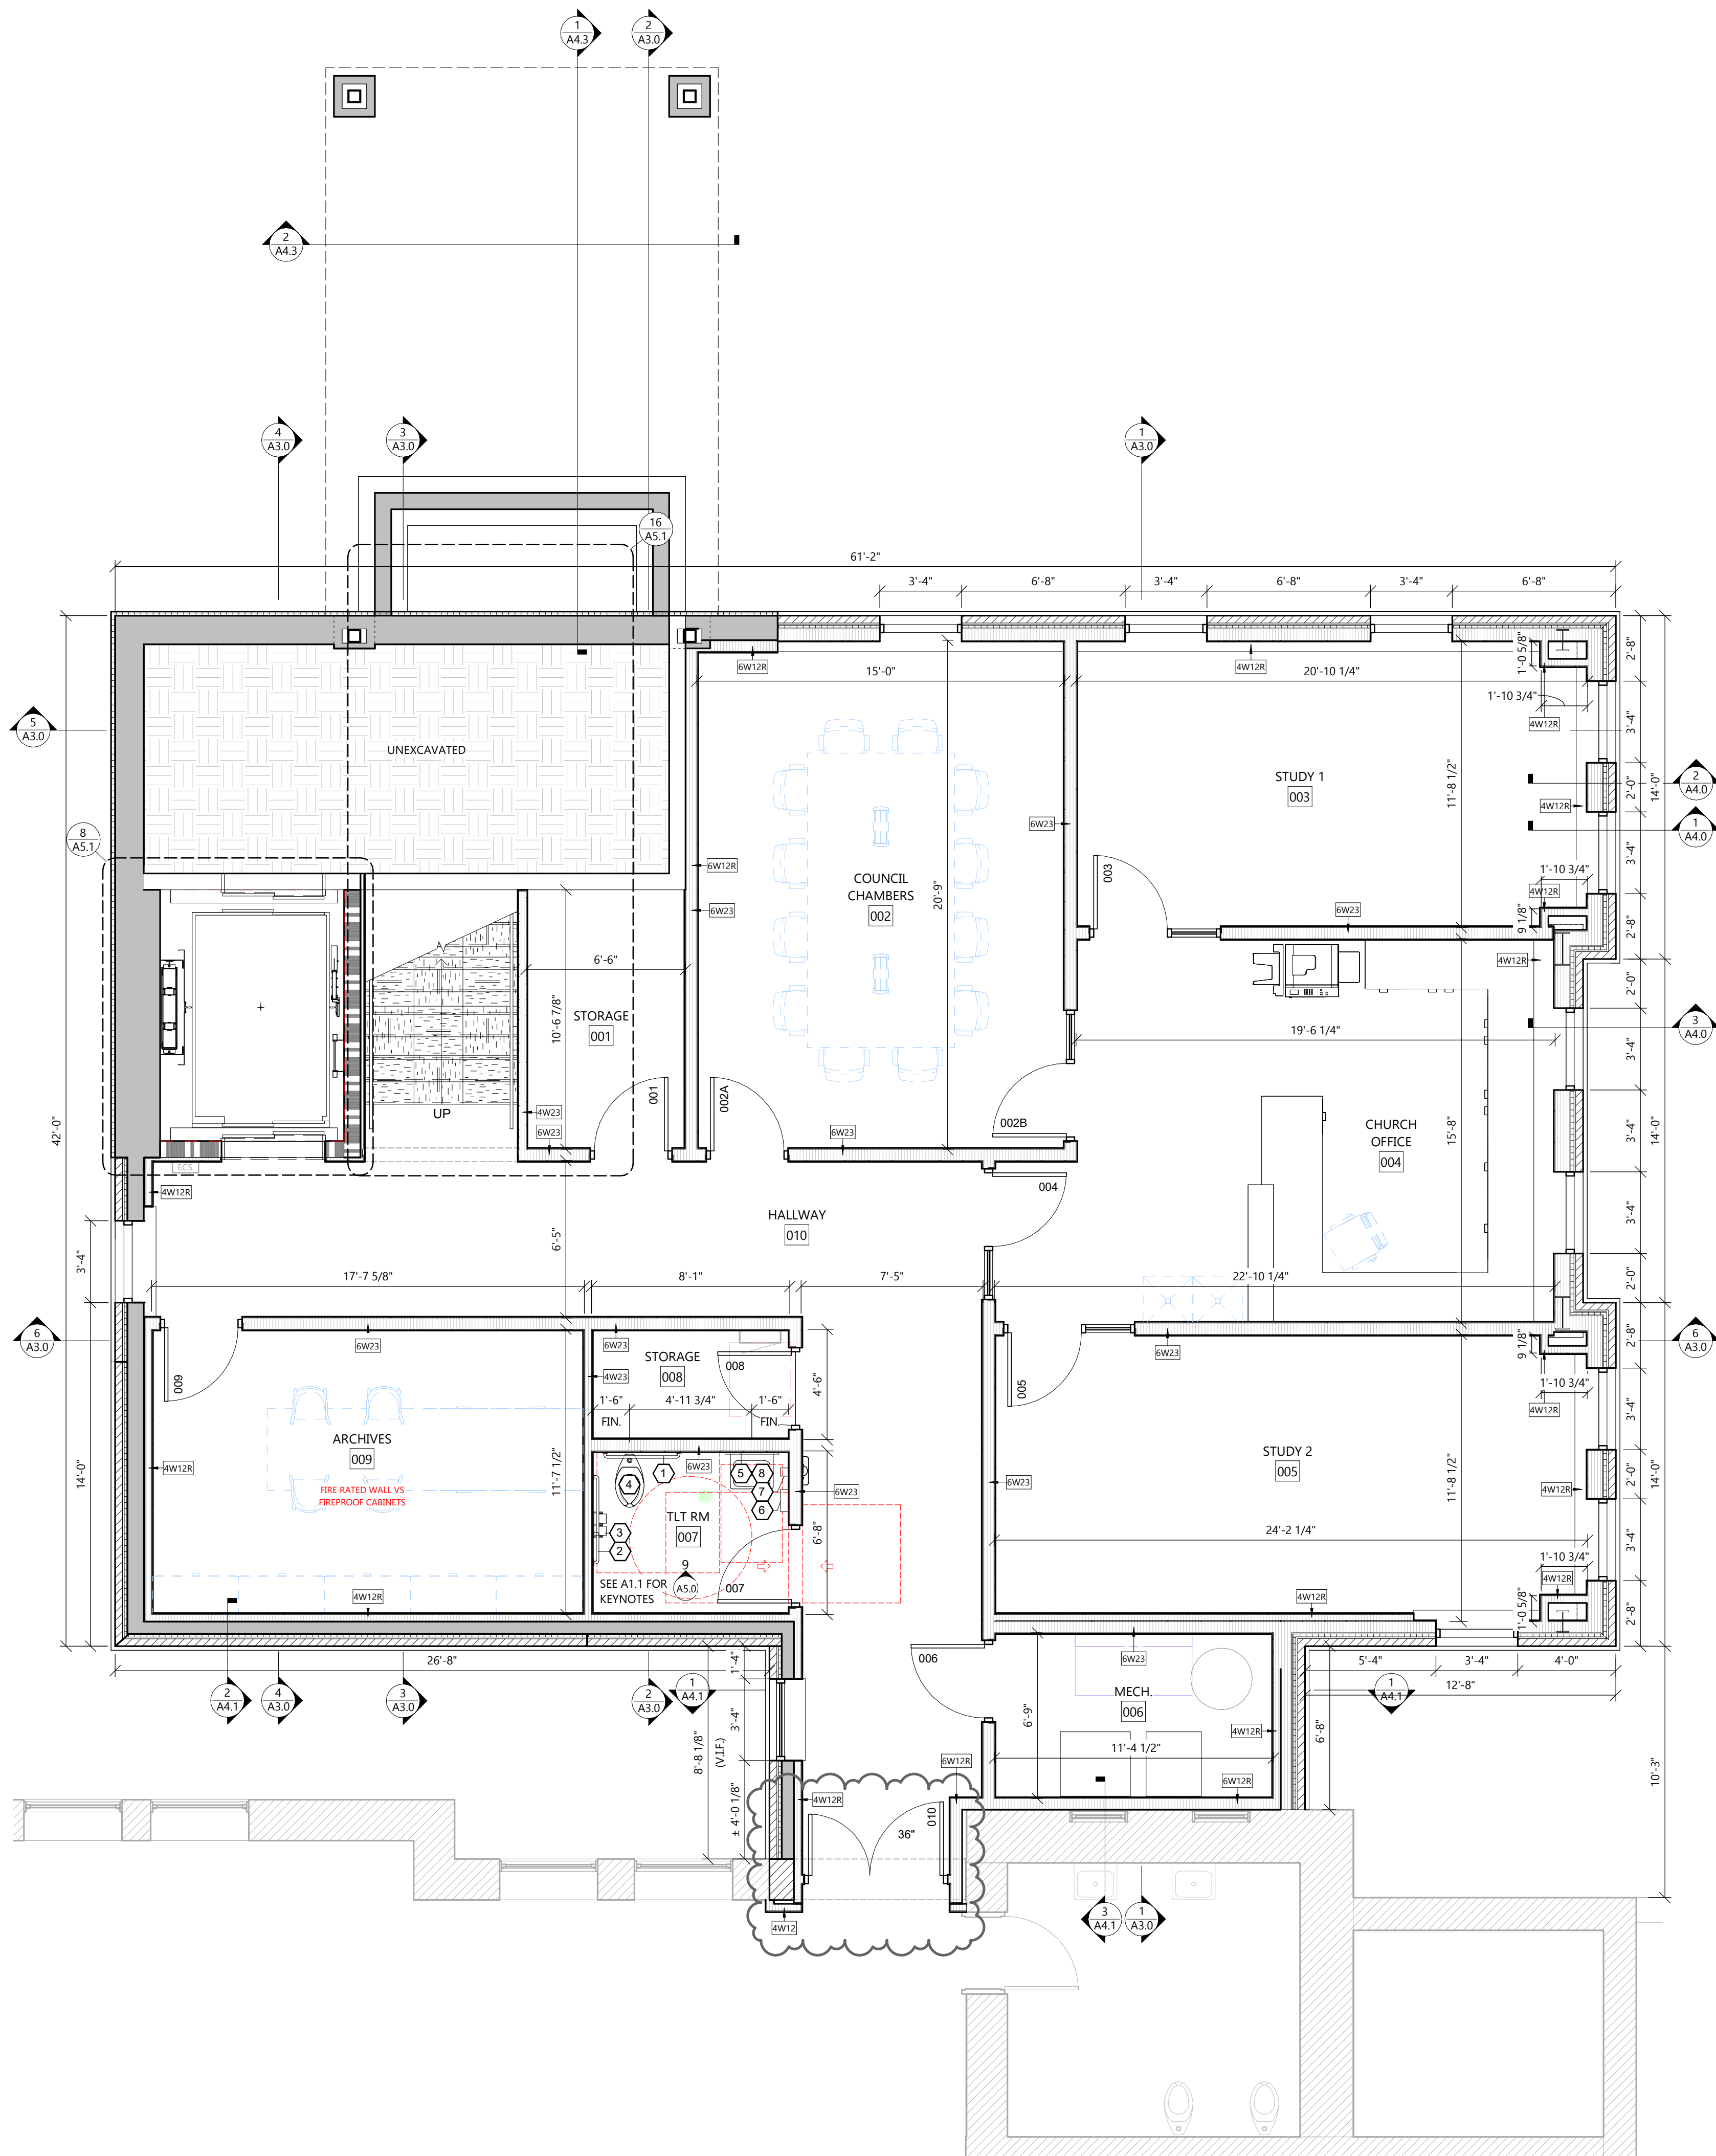 1
A4.3
2
A3.0
2
A4.3
4
A3.0
3
A3.0
1
A3.0
16
A5.1
61'-2"
3'-4"
6'-8"
3'-4"
6'-8"
3'-4"
6'-8"
6W12R
4W12R
1'-0 5/8"
2'-8"
15'-0"
20'-10 1/4"
1'-10 3/4"
4W12R
5
A3.0
UNEXCAVATED
3'-4"
STUDY 1
003
11'-8 1/2"
2
A4.0
2'-0"
14'-0"
4W12R
1
A4.0
6W23
8
A5.1
3'-4"
6W12R
COUNCIL
CHAMBERS
002
20'-9"
003
1'-10 3/4"
4W12R
6W23
6W23
9 1/8"
2'-8"
6'-6"
4W12R
2'-0"
10'-6 7/8"
STORAGE
001
19'-6 1/4"
3
A4.0
3'-4"
42'-0"
UP
4W23
001
002A
002B
6W23
6W23
CHURCH
OFFICE
004
15'-8"
3'-4"
14'-0"
ECS
4W12R
004
HALLWAY
010
6'-5"
3'-4"
3'-4"
17'-7 5/8"
8'-1"
7'-5"
22'-10 1/4"
2'-0"
6
A3.0
6W23
6W23
STORAGE
008
008
4W23
6W23
9 1/8"
2'-8"
6
A3.0
4W12R
1'-10 3/4"
009
005
1'-6"
4'-11 3/4"
1'-6"
FIN.
FIN.
4'-6"
3'-4"
ARCHIVES
009
FIRE RATED WALL VS
FIREPROOF CABINETS
4W12R
14'-0"
11'-7 1/2"
6W23
1
4
5
8
7
6
3
2
TLT RM
007
6W23
6'-8"
6W23
STUDY 2
005
11'-8 1/2"
4W12R
2'-0"
14'-0"
24'-2 1/4"
3'-4"
1'-10 3/4"
9
A5.0
SEE A1.1 FOR
KEYNOTES
007
4W12R
4W12R
4W12R
1'-0 5/8"
2'-8"
26'-8"
1'-4"
006
6W23
5'-4"
3'-4"
4'-0"
12'-8"
2
A4.1
4
A3.0
3
A3.0
2
A3.0
1
A4.1
1
A4.1
MECH.
006
6'-9"
4W12R
6'-8"
3'-4"
8'-8 1/8"
(V.I.F.)
11'-4 1/2"
6W12R
6W12R
10'-3"
4W12R
± 4'-0 1/8"
36"
010
4W12
3
A4.1
1
A3.0